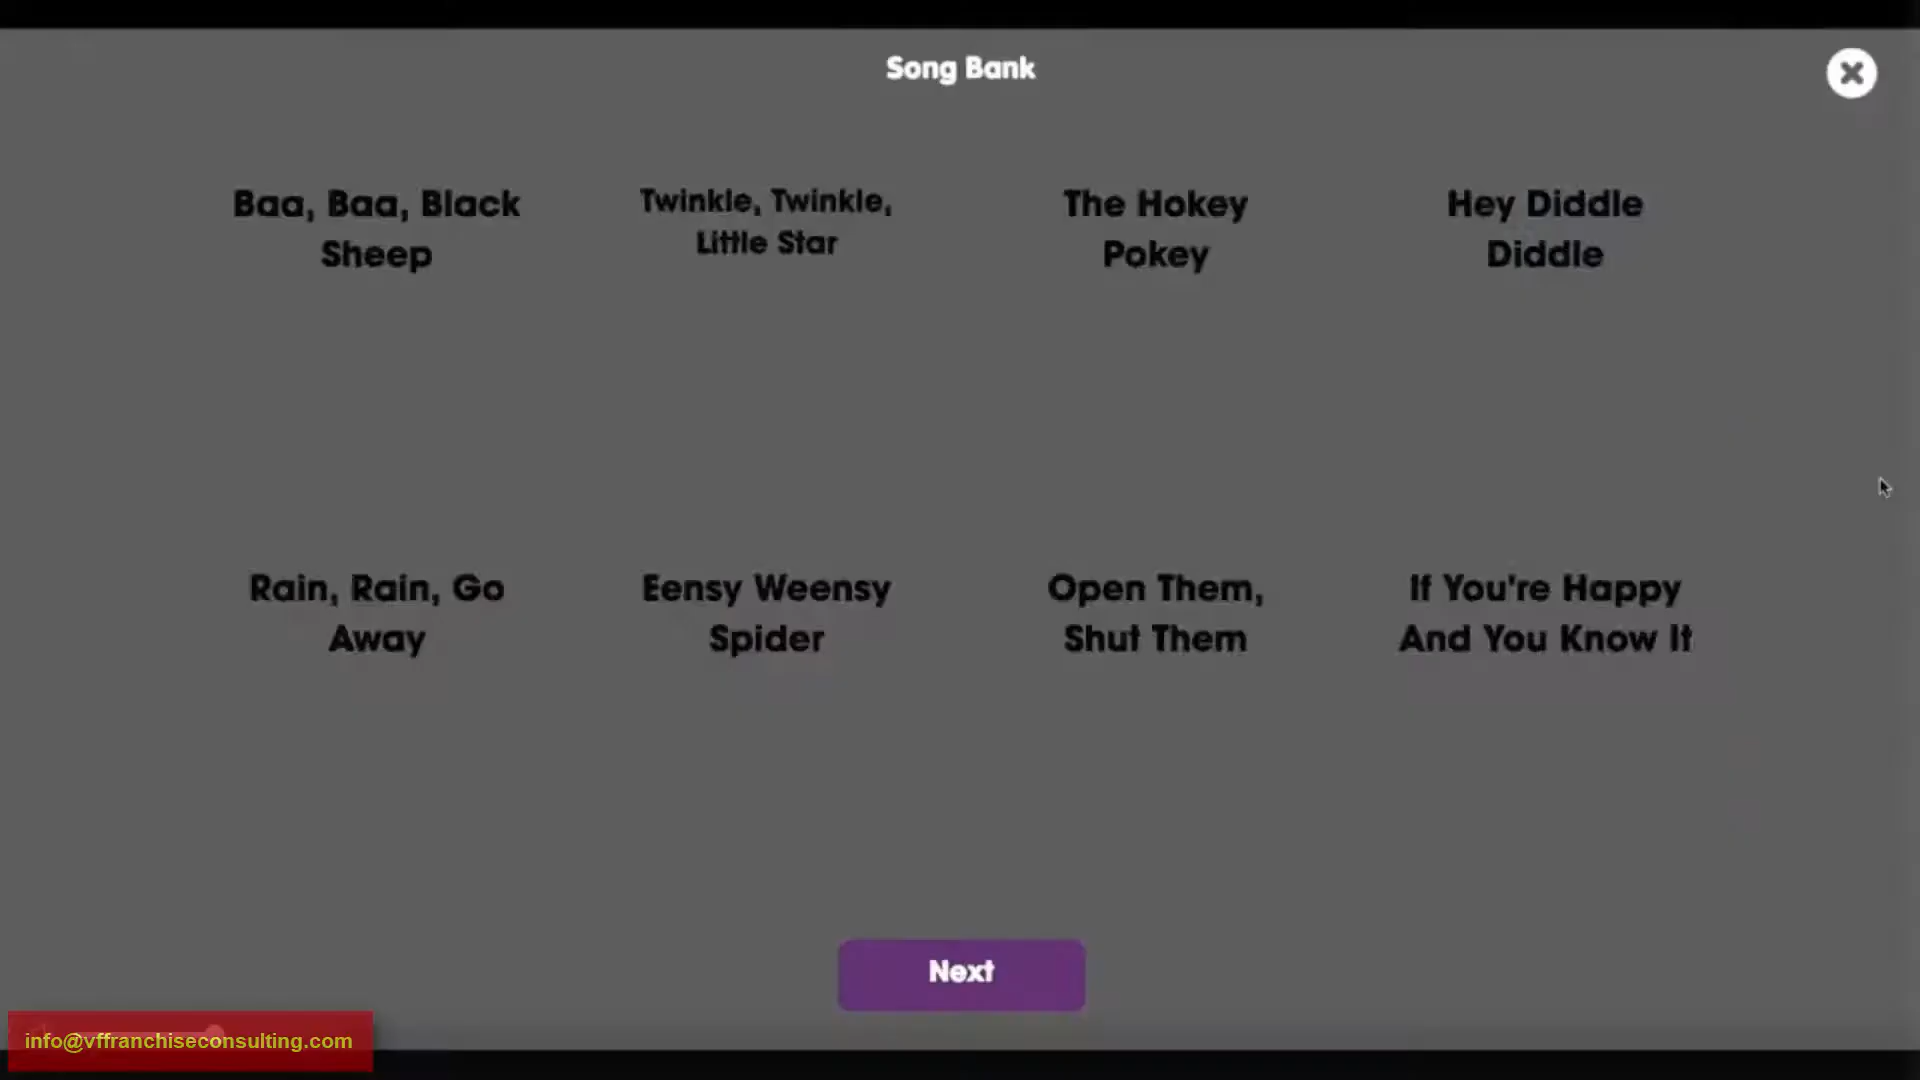 Song Bank
Baa, Baa, Black
Sheep
Twinkle, Twinkle,
Little Star
The Hokey
Pokey
Hey Diddle
Diddle
Rain, Rain, Go
Away
Eensy Weensy
Spider
Open Them,
Shut Them
If You're Happy
And You Know It
Next
info@vffranchiseconsulting.com